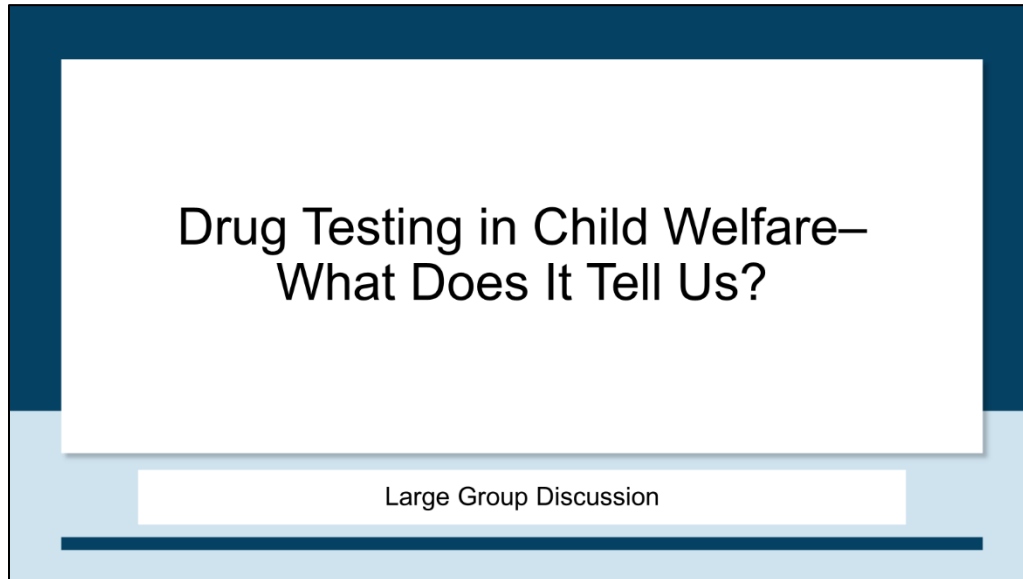 Drug Testing in Child Welfare–
What Does It Tell Us?
Large Group Discussion